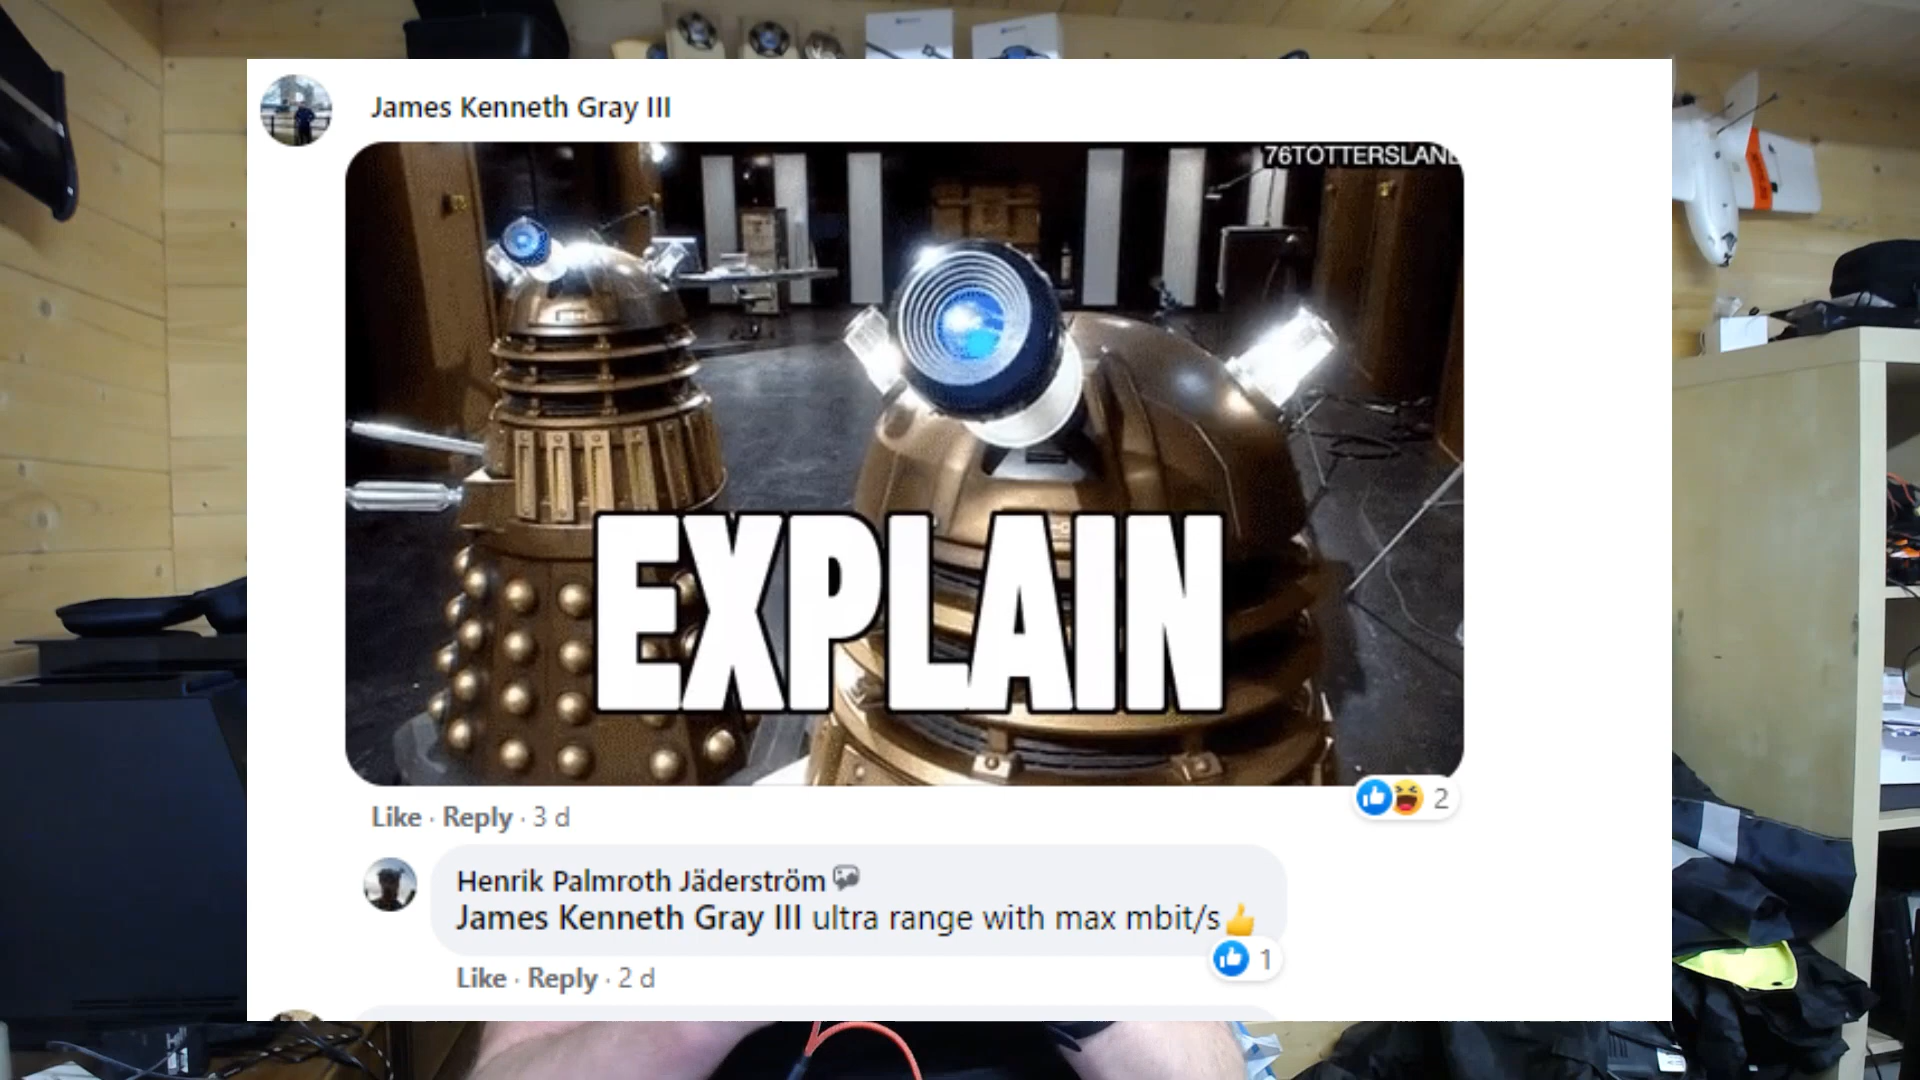 James Kenneth Gray III
76TOTTERSLAND
EXPLAIN
Like · Reply · 3 d
2
Henrik Palmroth Jäderström
James Kenneth Gray III ultra range with max mbit/s👍
1
Like · Reply · 2 d